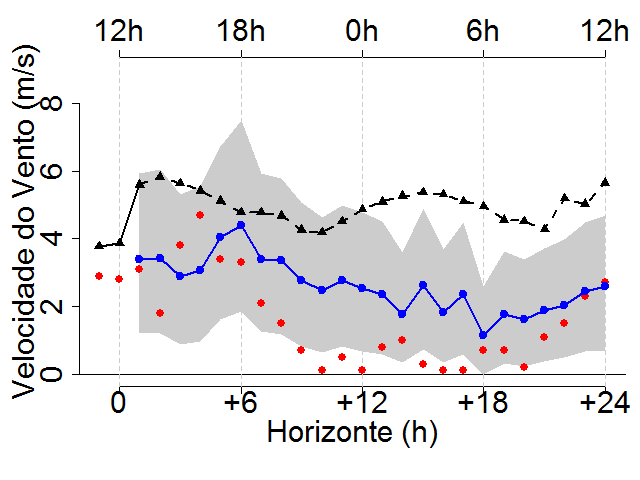 12h 18h 0h 6h 12h
Velocidade do Vento (m/s)
8
6
4
2
0
0 +6 +12 +18 +24
Horizonte (h)